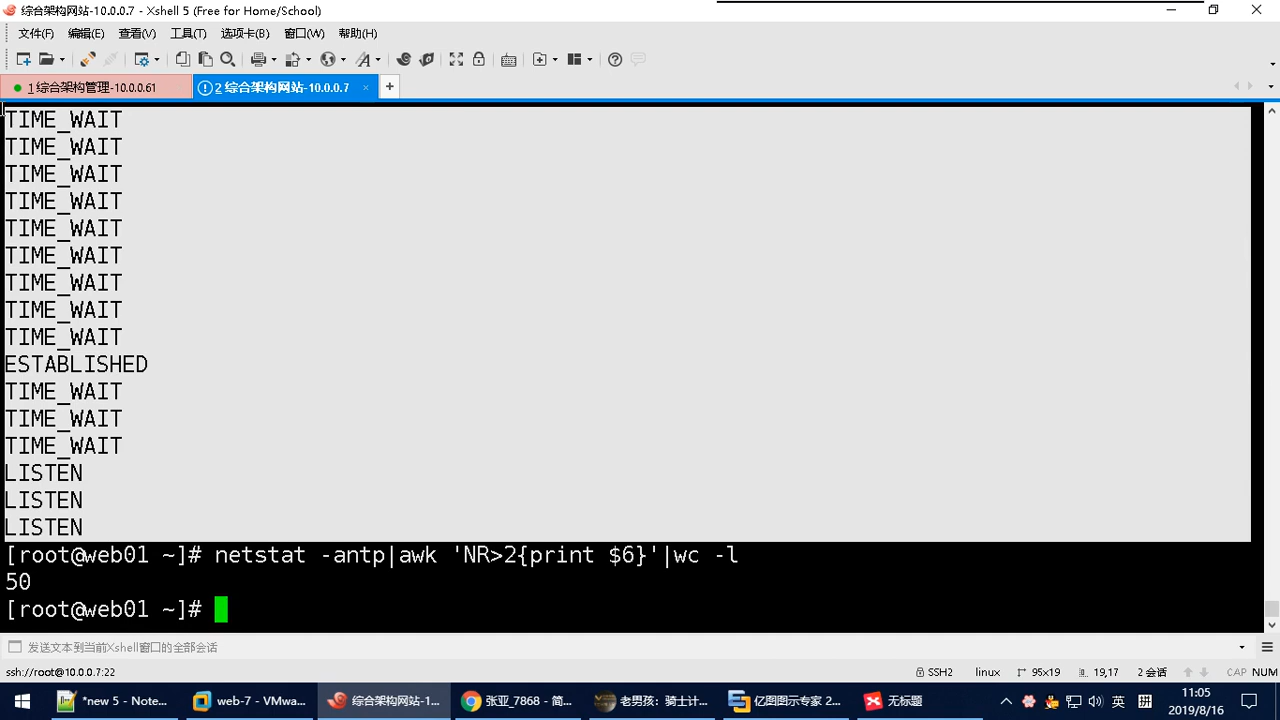 综合架构网站-10.0.0.7 - Xshell 5 (Free for Home/School)
文件(F) 编辑(E) 查看(V) 工具(T) 选项卡(B) 窗口(W) 帮助(H)
1 综合架构管理-10.0.0.61 2 综合架构网站-10.0.0.7 × +
TIME_WAIT
TIME_WAIT
TIME_WAIT
TIME_WAIT
TIME_WAIT
TIME_WAIT
TIME_WAIT
TIME_WAIT
TIME_WAIT
ESTABLISHED
TIME_WAIT
TIME_WAIT
TIME_WAIT
LISTEN
LISTEN
LISTEN
[root@web01 ~]# netstat -antp|awk 'NR>2{print $6}'|wc -l
50
[root@web01 ~]#
发送文本到当前Xshell窗口的全部会话
ssh://root@10.0.0.7:22 SSH2 linux 95x19 19,17 2 会话 CAP NUM
*new 5 - Note... web-7 - VMwa... 综合架构网站-1... 张亚_7868 - 简... 老男孩: 骑士计... 亿图图示专家 2... 无标题 英 拼 11:05
2019/8/16